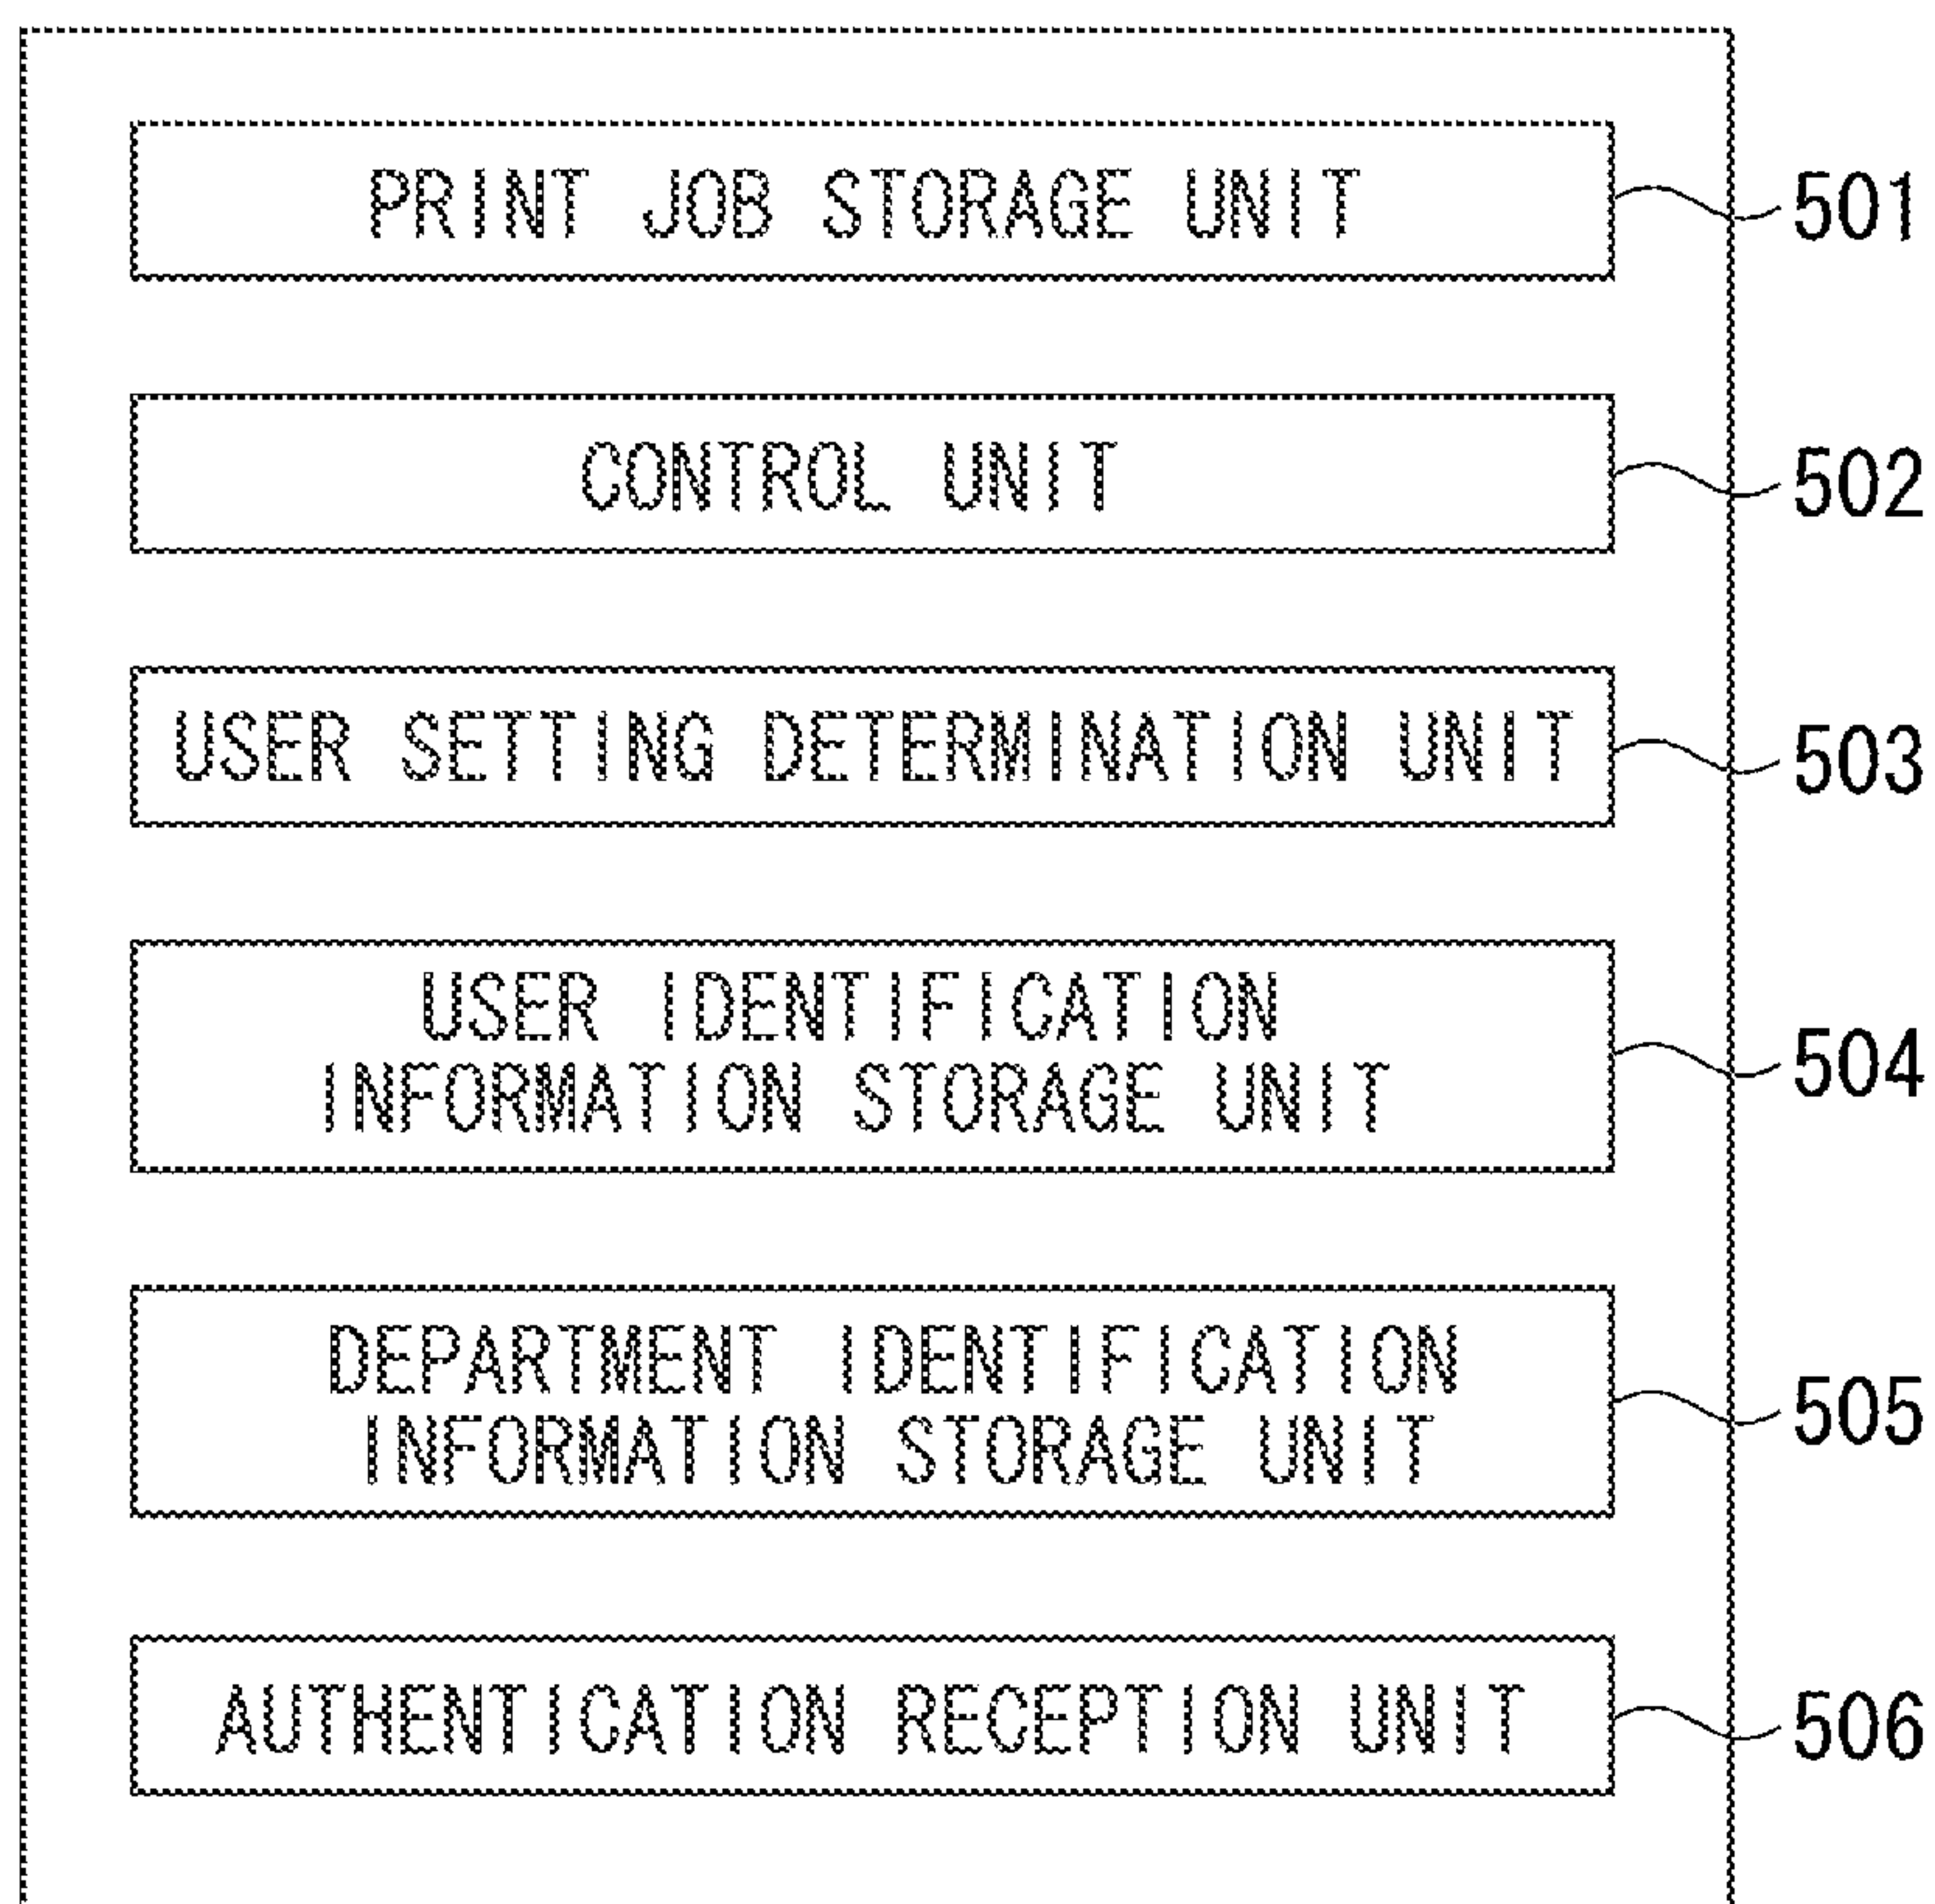 PRINT JOB STORAGE UNIT 501
CONTROL UNIT 502
USER SETTING DETERMINATION UNIT 503
USER IDENTIFICATION
INFORMATION STORAGE UNIT 504
DEPARTMENT IDENTIFICATION
INFORMATION STORAGE UNIT 505
AUTHENTICATION RECEPTION UNIT 506